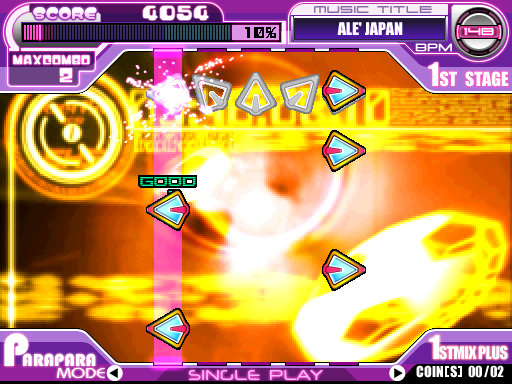 SCORE 4054
10%
MUSIC TITLE
ALE' JAPAN
BPM 148
MAXCOMBO
2
1ST STAGE
GOOD
PARAPARA
MODE
SINGLE PLAY
1STMIX PLUS
COIN[S] 00/02